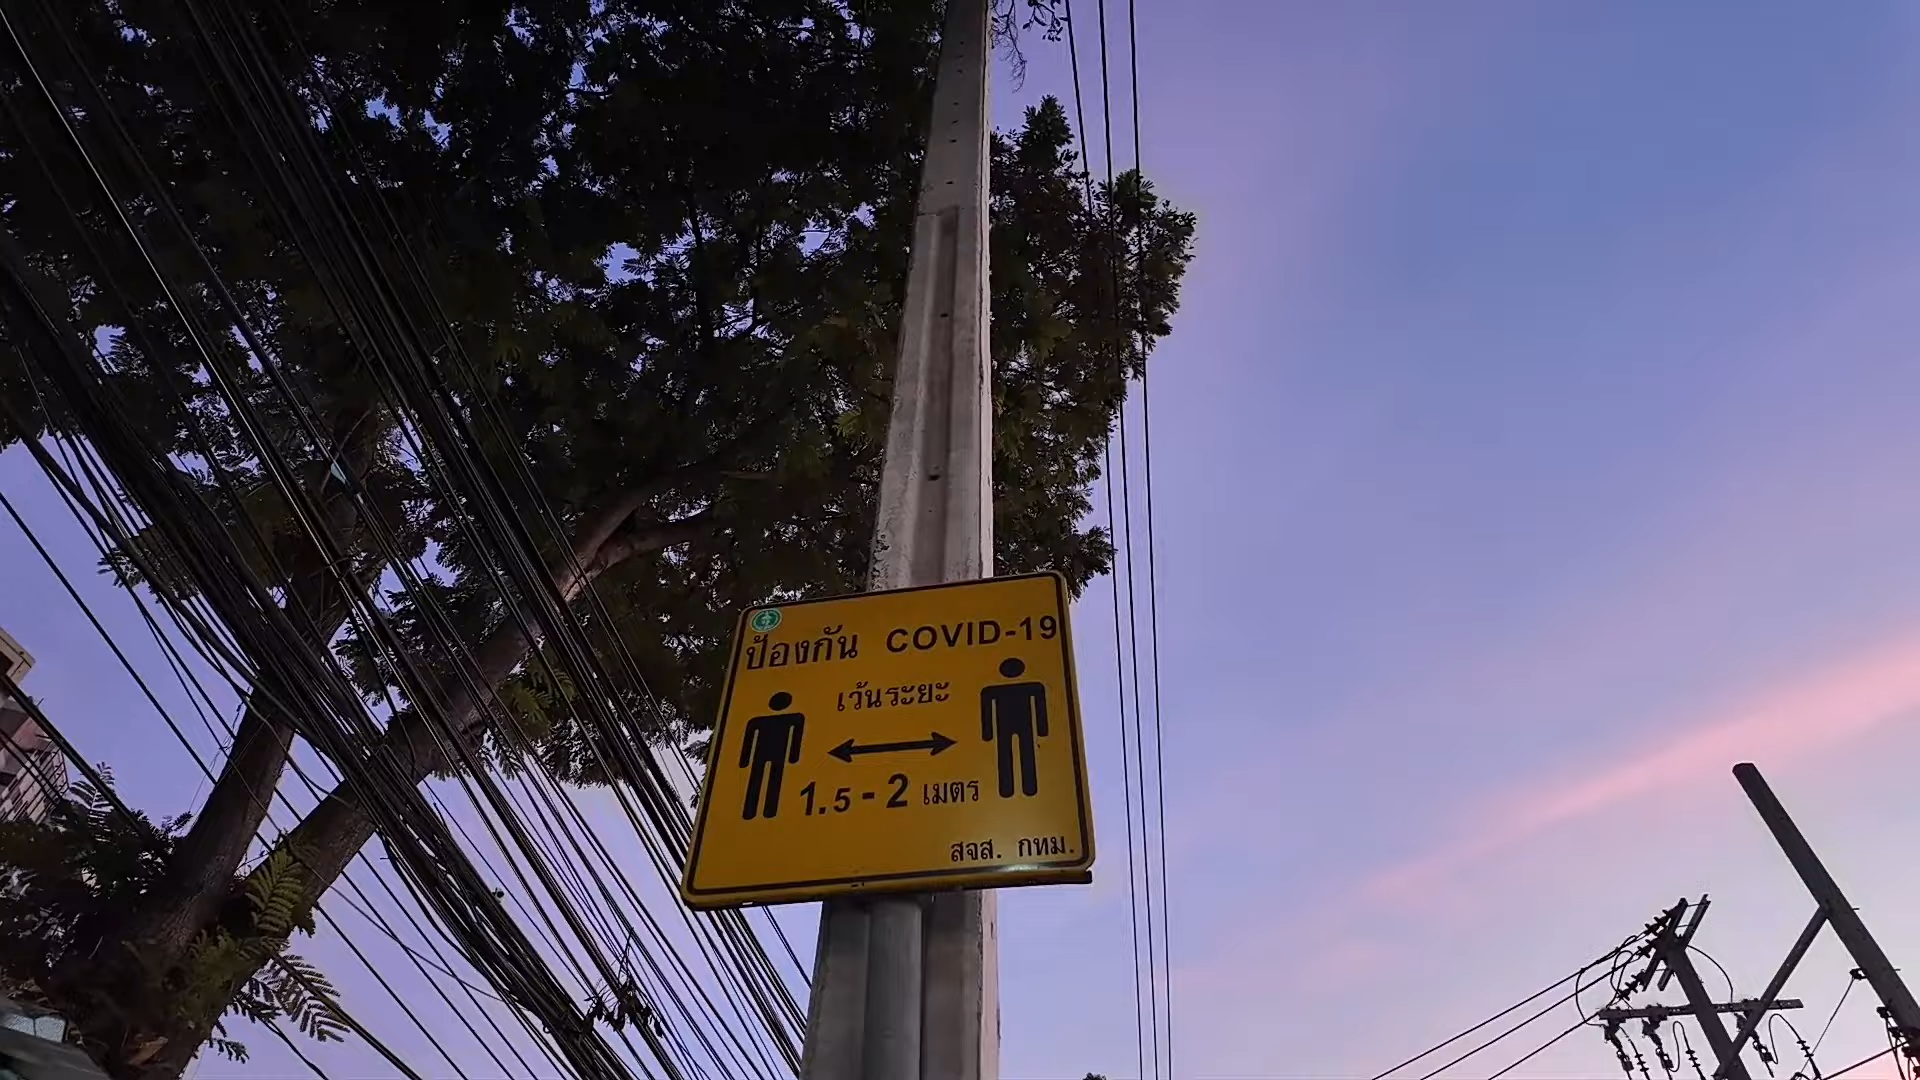 ป้องกัน COVID-19
เว้นระยะ
1.5 - 2 เมตร
สจส. กทม.